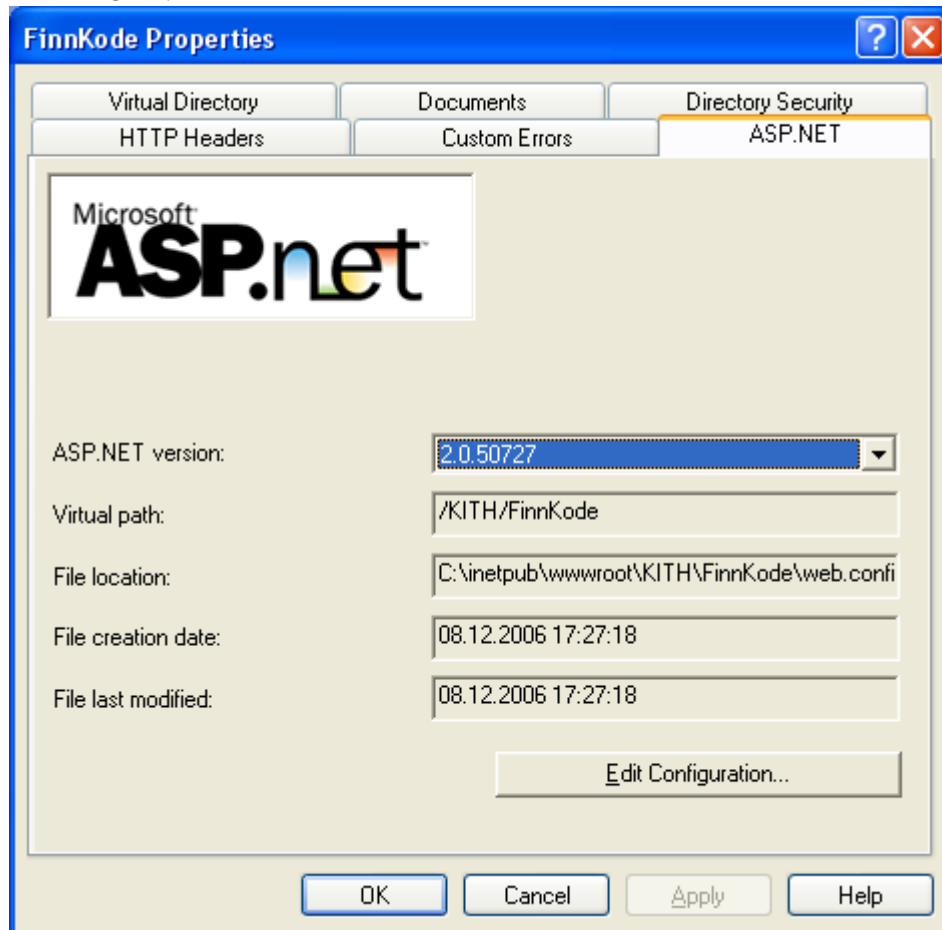 FinnKode Properties
Virtual Directory Documents Directory Security
HTTP Headers Custom Errors ASP.NET
Microsoft
ASP.net
ASP.NET version: 2.0.50727
Virtual path: /KITH/FinnKode
File location: C:\inetpub\wwwroot\KITH\FinnKode\web.confi
File creation date: 08.12.2006 17:27:18
File last modified: 08.12.2006 17:27:18
Edit Configuration...
OK Cancel Apply Help